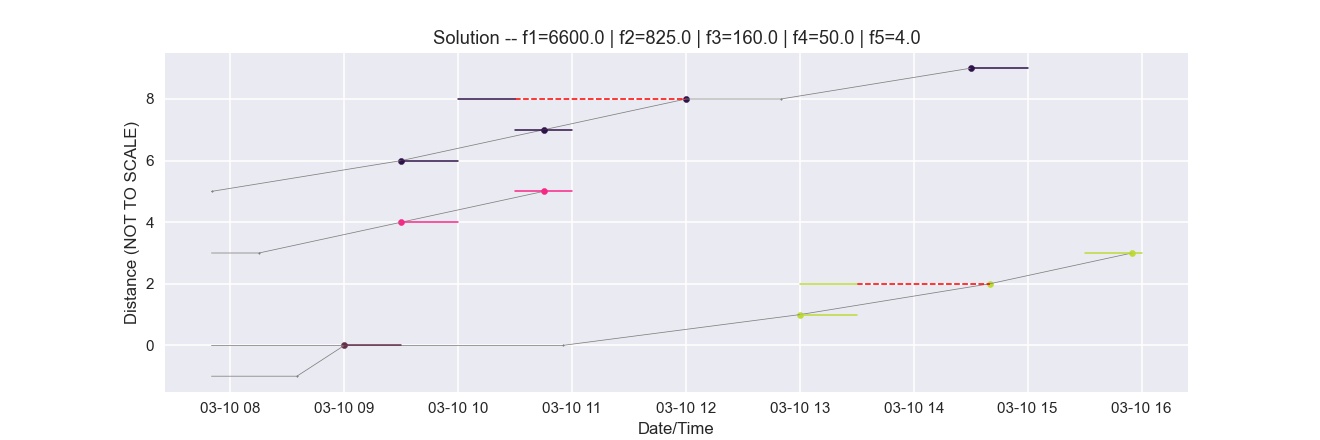 Solution -- f1=6600.0 | f2=825.0 | f3=160.0 | f4=50.0 | f5=4.0
Distance (NOT TO SCALE)
8
6
4
2
0
03-10 08 03-10 09 03-10 10 03-10 11 03-10 12 03-10 13 03-10 14 03-10 15 03-10 16
Date/Time